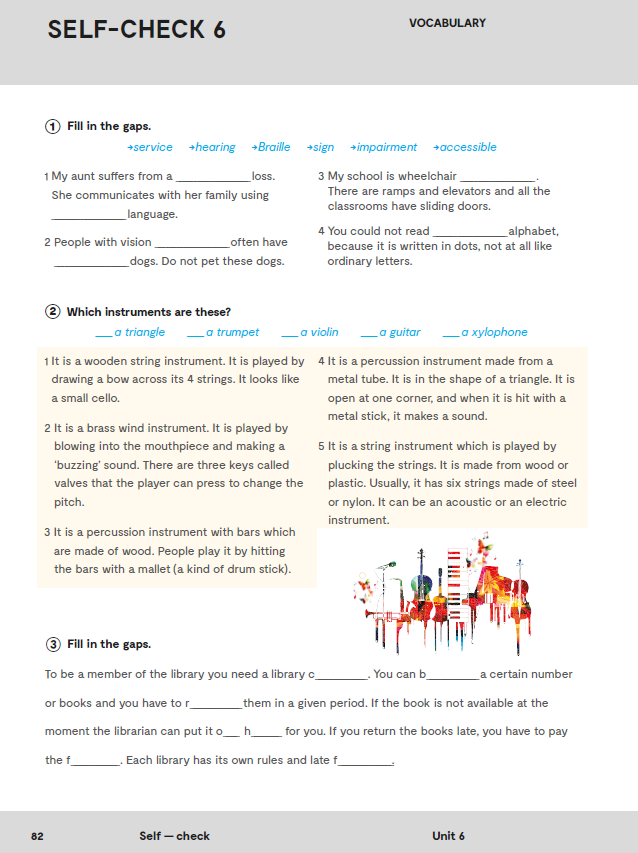 SELF-CHECK 6
VOCABULARY
1 Fill in the gaps.
→service →hearing →Braille →sign →impairment →accessible
1 My aunt suffers from a ____________ loss.
She communicates with her family using
____________ language.
2 People with vision ____________ often have
____________ dogs. Do not pet these dogs.
3 My school is wheelchair ____________.
There are ramps and elevators and all the
classrooms have sliding doors.
4 You could not read ____________ alphabet,
because it is written in dots, not at all like
ordinary letters.
2 Which instruments are these?
___ a triangle ___ a trumpet ___ a violin ___ a guitar ___ a xylophone
1 It is a wooden string instrument. It is played by
drawing a bow across its 4 strings. It looks like
a small cello.
2 It is a brass wind instrument. It is played by
blowing into the mouthpiece and making a
'buzzing' sound. There are three keys called
valves that the player can press to change the
pitch.
3 It is a percussion instrument with bars which
are made of wood. People play it by hitting
the bars with a mallet (a kind of drum stick).
4 It is a percussion instrument made from a
metal tube. It is in the shape of a triangle. It is
open at one corner, and when it is hit with a
metal stick, it makes a sound.
5 It is a string instrument which is played by
plucking the strings. It is made from wood or
plastic. Usually, it has six strings made of steel
or nylon. It can be an acoustic or an electric
instrument.
3 Fill in the gaps.
To be a member of the library you need a library c________. You can b________ a certain number
or books and you have to r________ them in a given period. If the book is not available at the
moment the librarian can put it o___ h_____ for you. If you return the books late, you have to pay
the f________. Each library has its own rules and late f_________.
82
Self — check
Unit 6